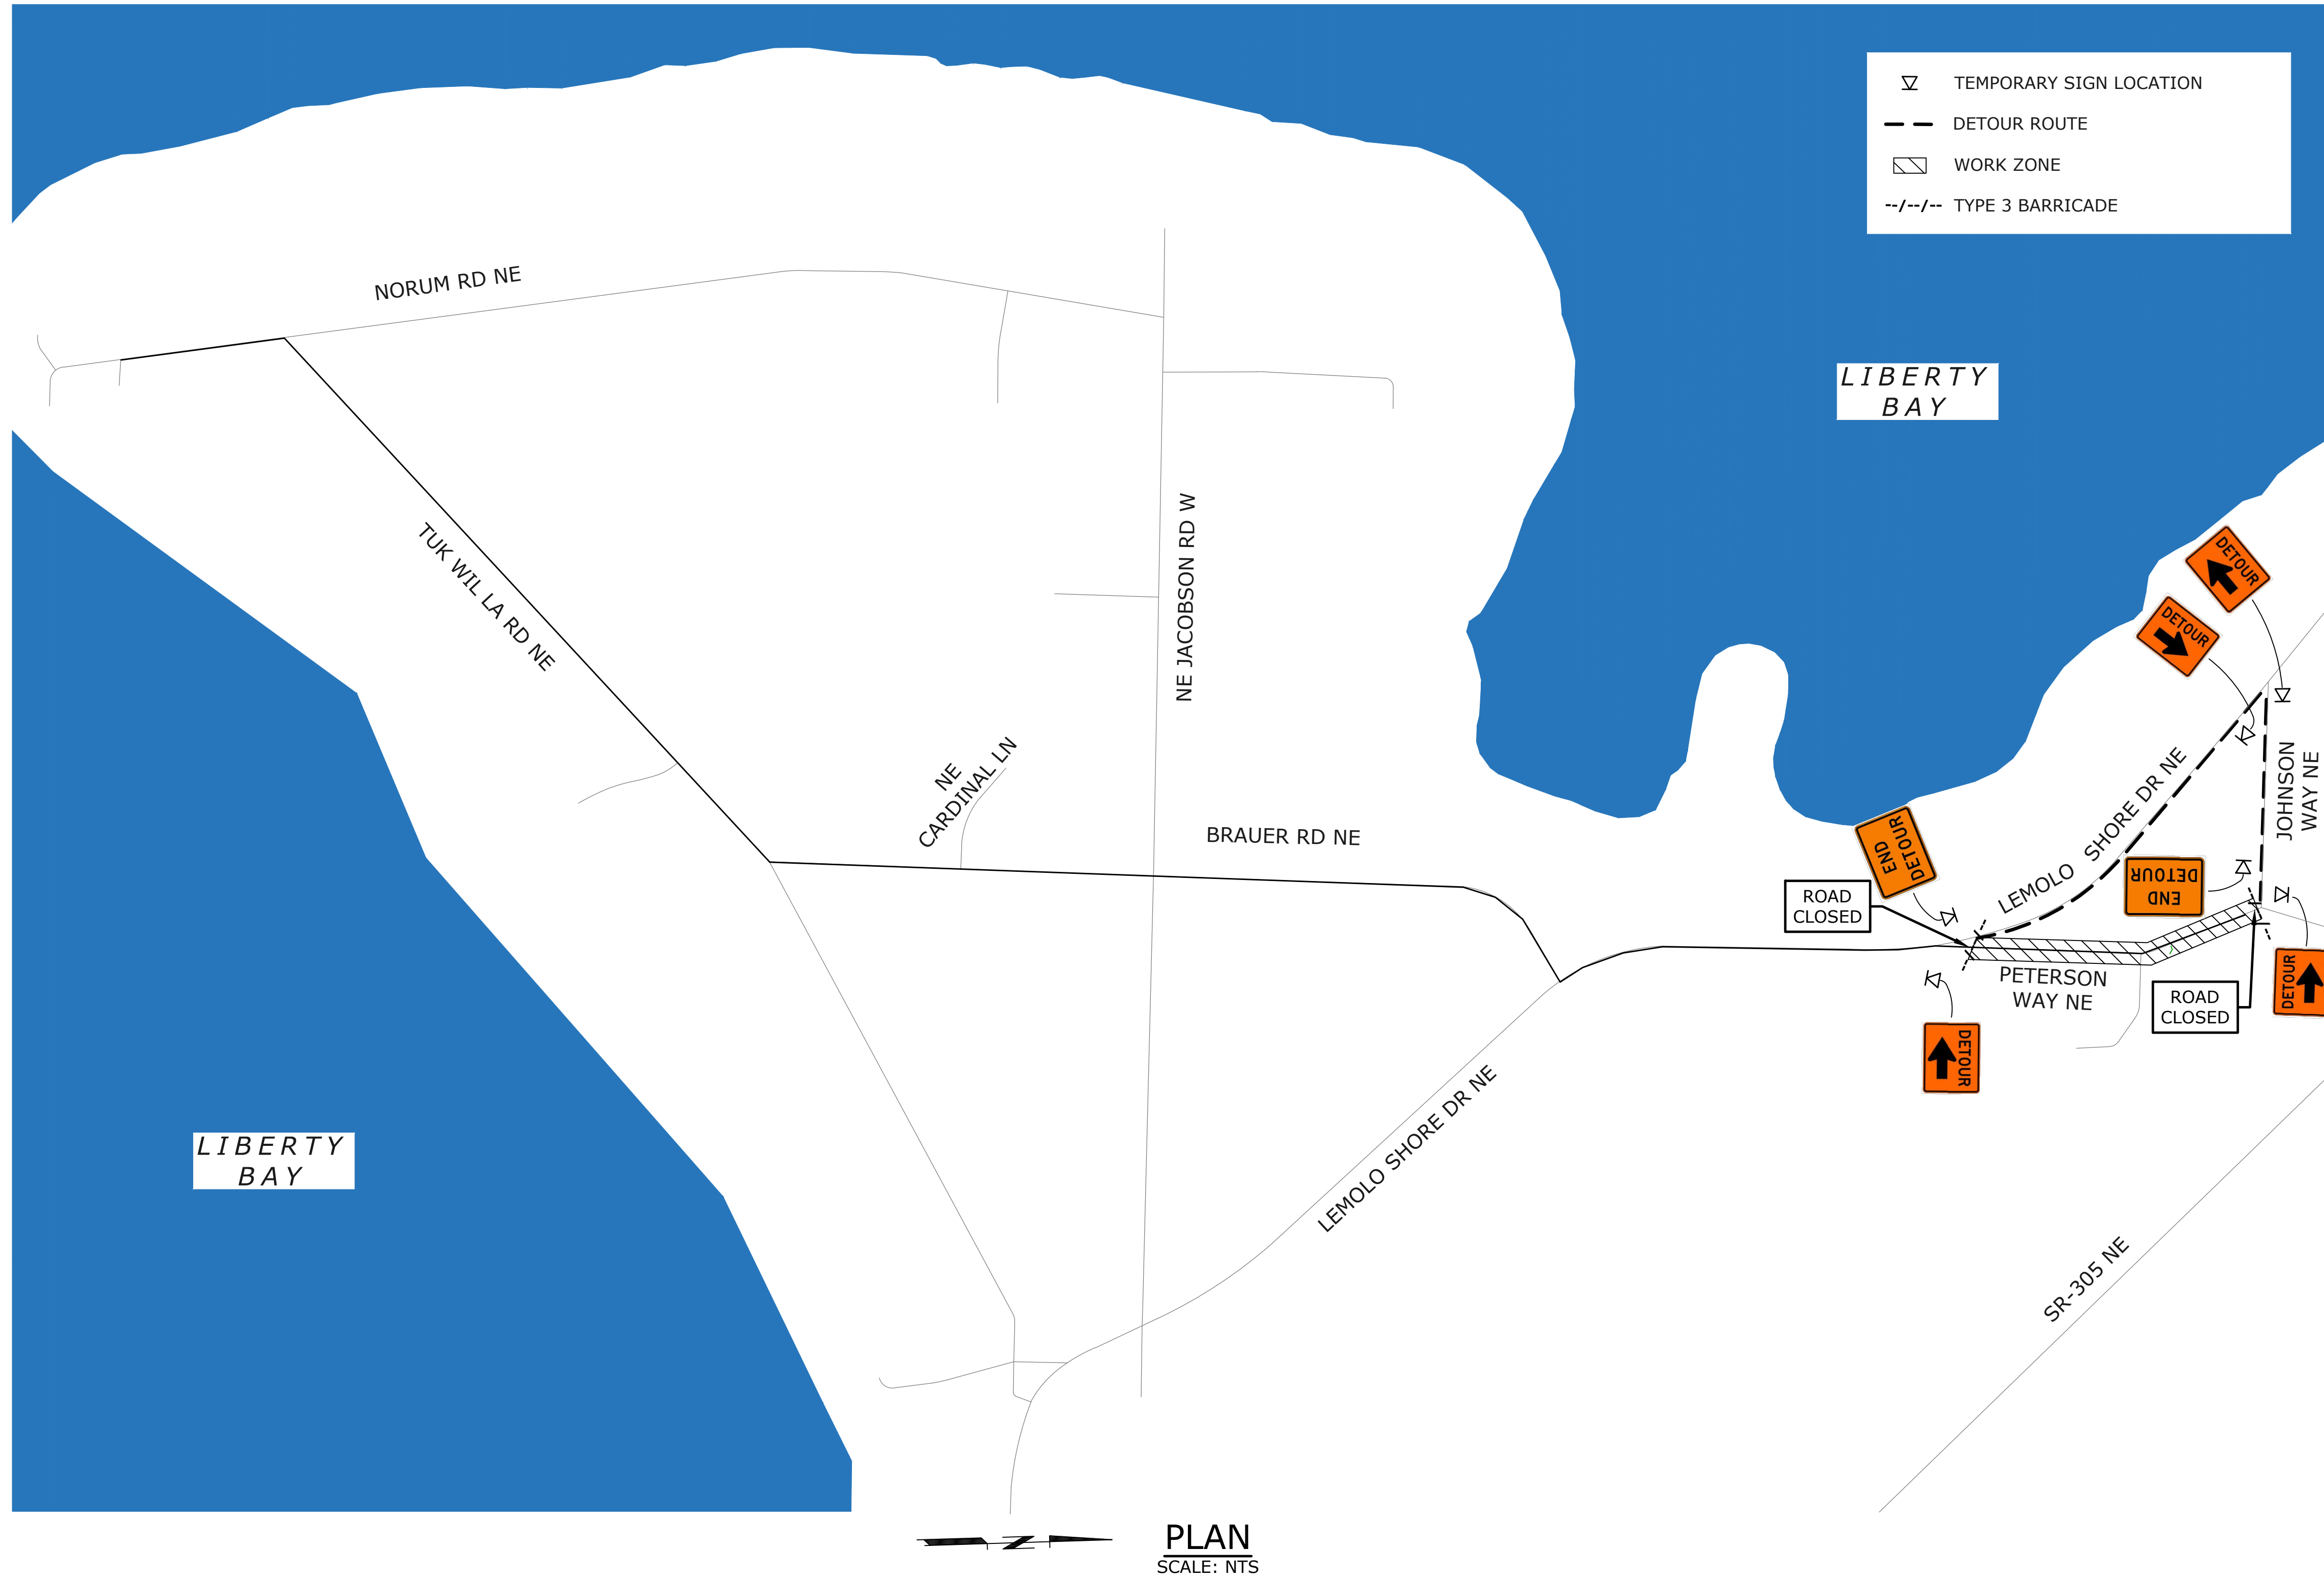 TEMPORARY SIGN LOCATION
DETOUR ROUTE
WORK ZONE
--/--/-- TYPE 3 BARRICADE
NORUM RD NE
LIBERTY
BAY
TUK WIL LA RD NE
NE JACOBSON RD W
NE
CARDINAL LN
BRAUER RD NE
DETOUR
DETOUR
LEMOLO SHORE DR NE
JOHNSON
WAY NE
END
DETOUR
END
DETOUR
ROAD
CLOSED
PETERSON
WAY NE
ROAD
CLOSED
DETOUR
DETOUR
LEMOLO SHORE DR NE
LIBERTY
BAY
SR-305 NE
N
PLAN
SCALE: NTS